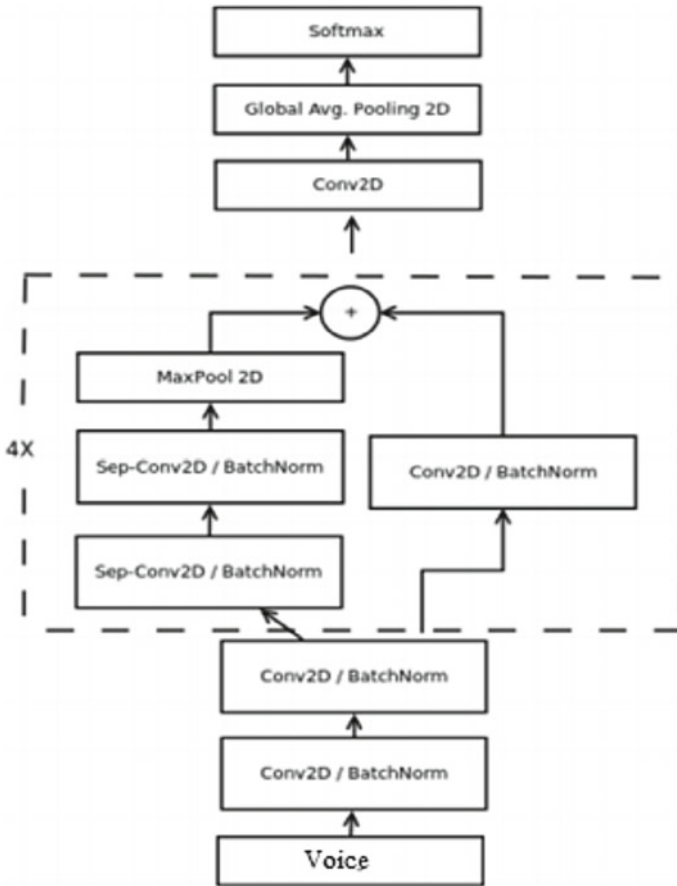 Softmax
Global Avg. Pooling 2D
Conv2D
+
MaxPool 2D
4X
Sep-Conv2D / BatchNorm
Conv2D / BatchNorm
Sep-Conv2D / BatchNorm
Conv2D / BatchNorm
Conv2D / BatchNorm
Voice